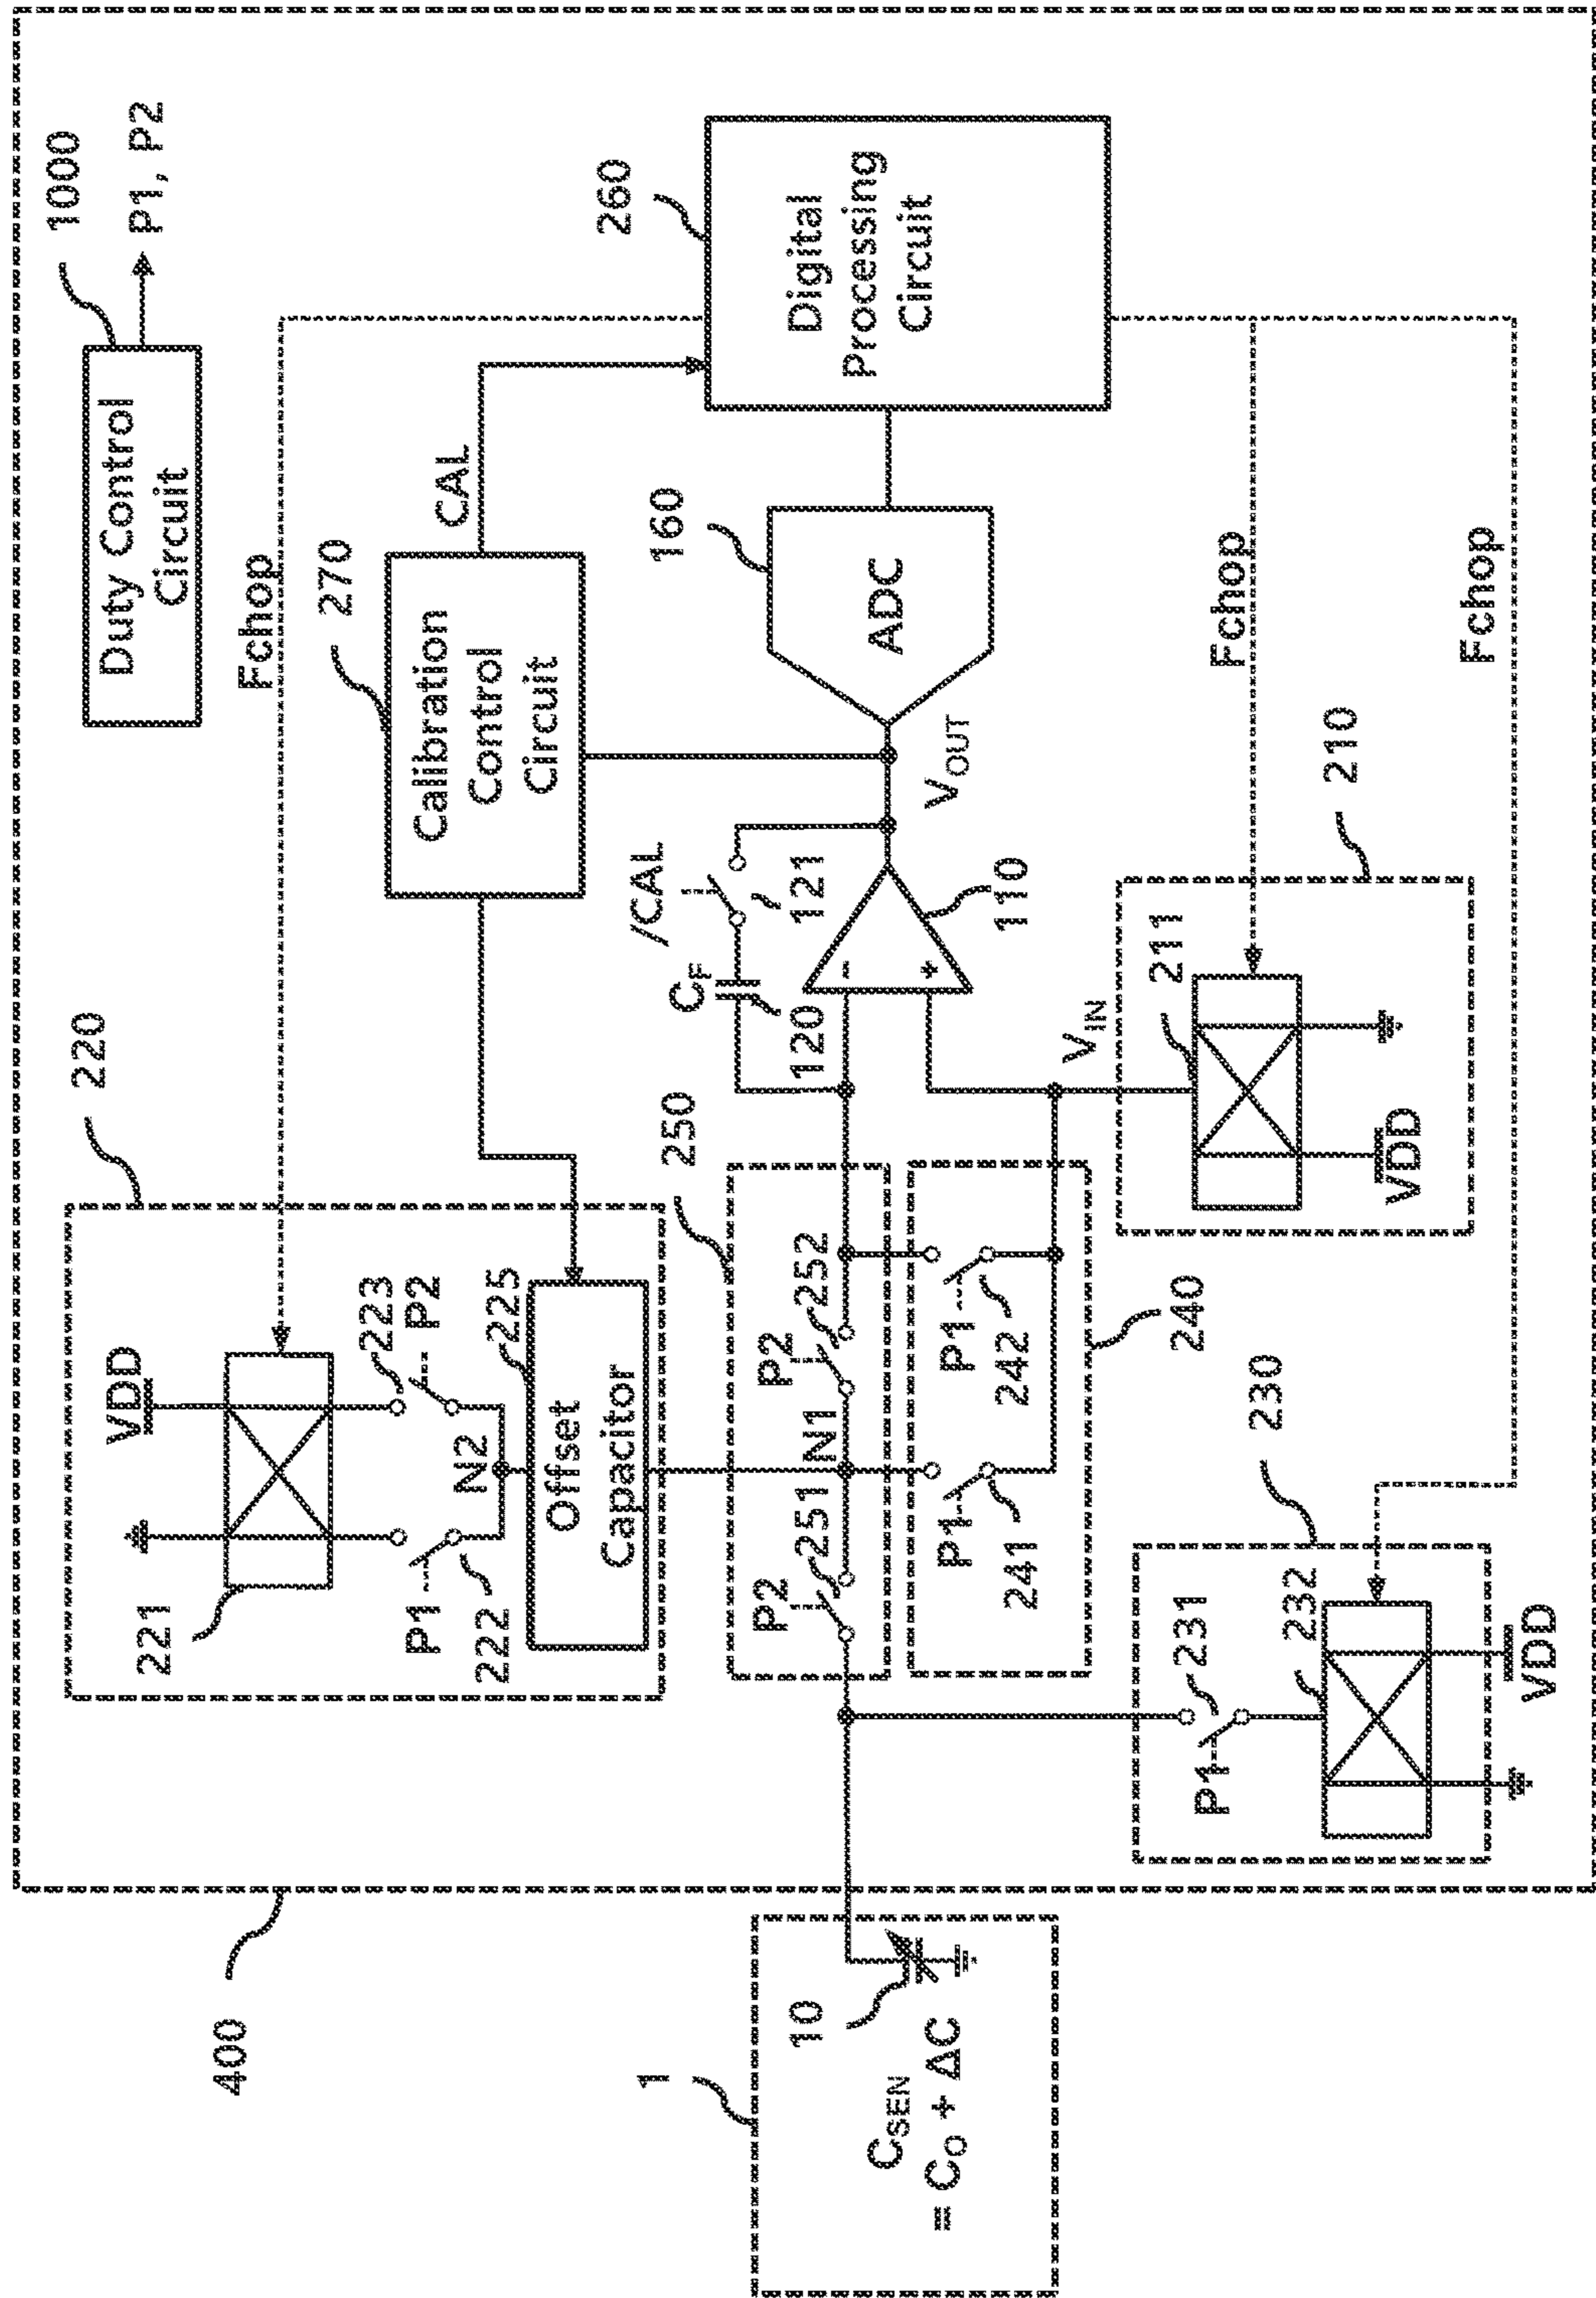 400
220
VDD
221
P1
222
223
P2
N2
225
Offset
Capacitor
Fchop
Duty Control
Circuit
1000
P1, P2
270
Calibration
Control
Circuit
CAL
260
Digital
Processing
Circuit
160
ADC
/CAL
CF
121
120
-
+
110
VOUT
VIN
250
P2
251
N1
P2
252
P1
241
P1
242
240
1
10
CSEN
= CO + ΔC
230
P1
231
232
VDD
210
211
VDD
Fchop
Fchop